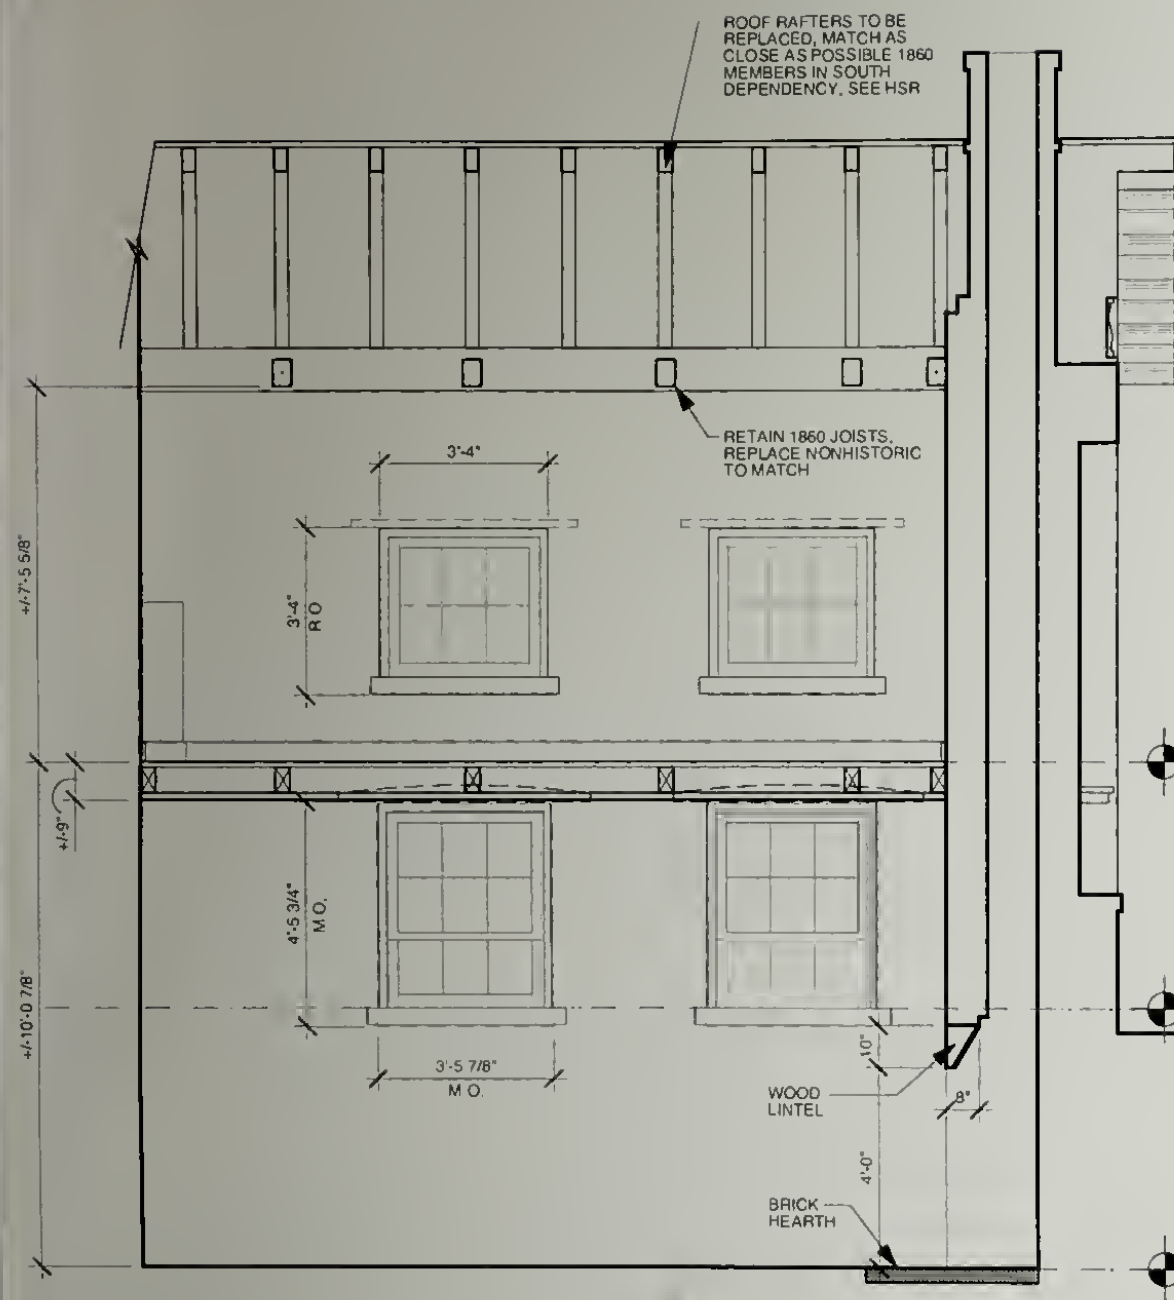 ROOF RAFTERS TO BE
REPLACED, MATCH AS
CLOSE AS POSSIBLE 1860
MEMBERS IN SOUTH
DEPENDENCY, SEE HSR
RETAIN 1860 JOISTS,
REPLACE NONHISTORIC
TO MATCH
3'-4"
+/-7'-5 5/8"
3'-4"
R O
+/-9"
4'-5 3/4"
M O.
+/-10'-0 7/8"
3'-5 7/8"
M O.
10"
WOOD
LINTEL
8"
4'-0"
BRICK
HEARTH